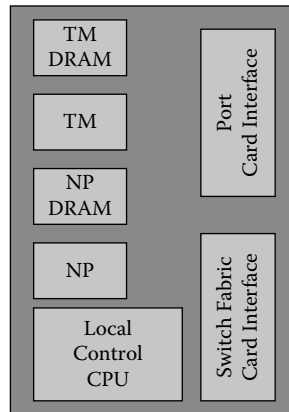 TM
DRAM
TM
NP
DRAM
NP
Local
Control
CPU
Port
Card Interface
Switch Fabric
Card Interface